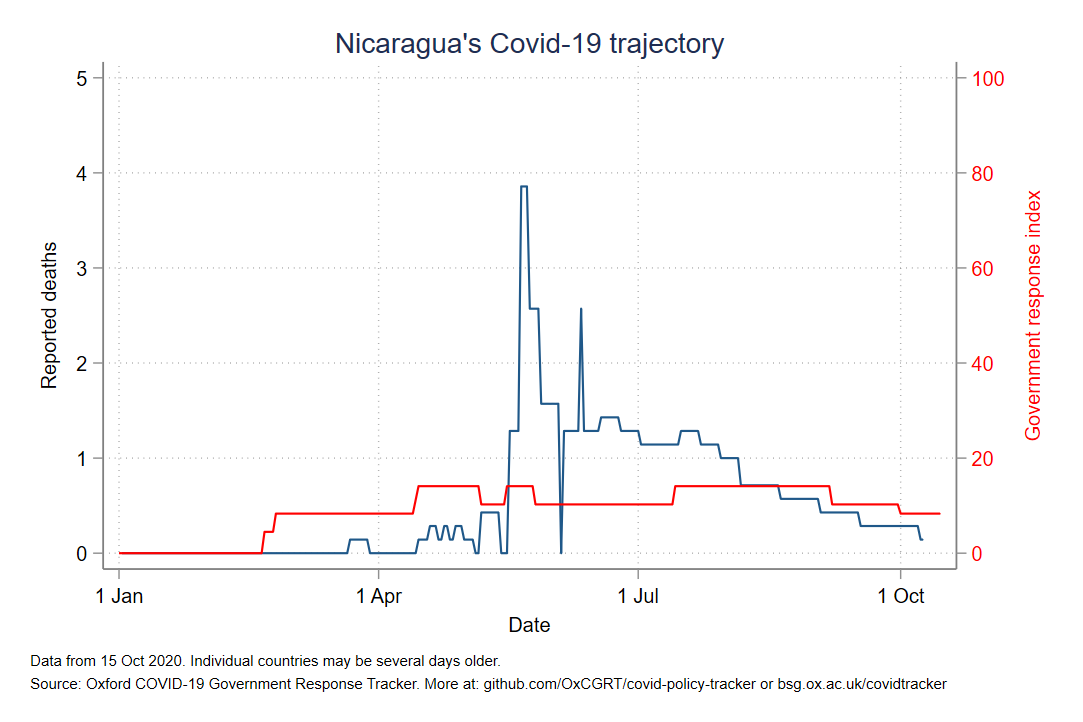 Nicaragua's Covid-19 trajectory
5
4
3
2
1
0
Reported deaths
100
80
60
40
20
0
Government response index
1 Jan
1 Apr
1 Jul
1 Oct
Date
Data from 15 Oct 2020. Individual countries may be several days older.
Source: Oxford COVID-19 Government Response Tracker. More at: github.com/OxCGRT/covid-policy-tracker or bsg.ox.ac.uk/covidtracker